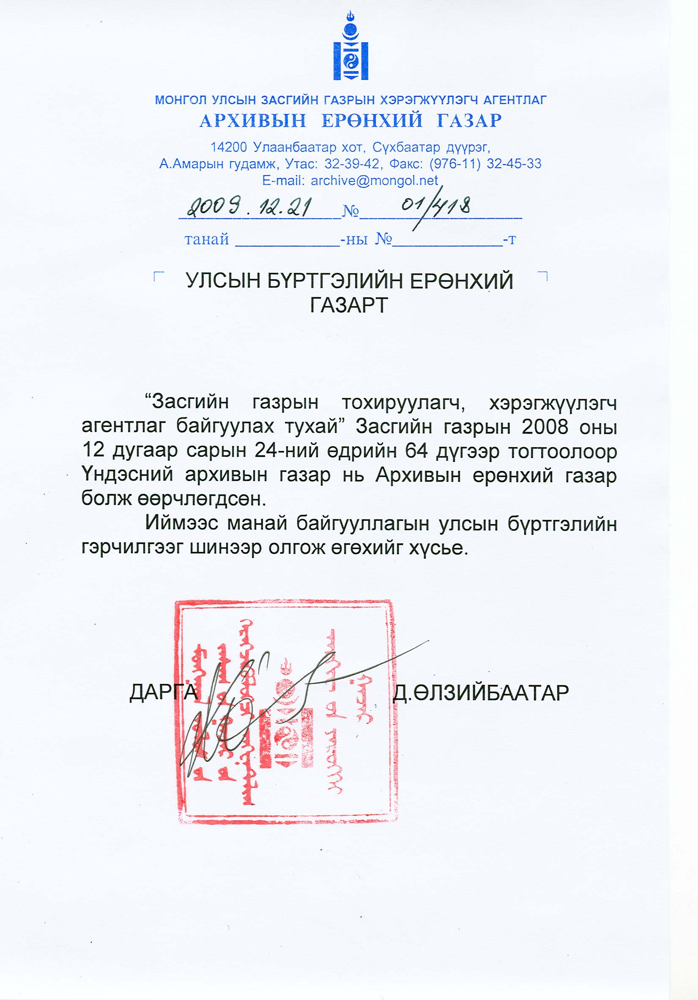 МОНГОЛ УЛСЫН ЗАСГИЙН ГАЗРЫН ХЭРЭГЖҮҮЛЭГЧ АГЕНТЛАГ
АРХИВЫН ЕРӨНХИЙ ГАЗАР
14200 Улаанбаатар хот, Сүхбаатар дүүрэг,
А.Амарын гудамж, Утас: 32-39-42, Факс: (976-11) 32-45-33
E-mail: archive@mongol.net
2009.12.21 № 01/418
танай ____________-ны №____________-т
УЛСЫН БҮРТГЭЛИЙН ЕРӨНХИЙ
ГАЗАРТ
“Засгийн газрын тохируулагч, хэрэгжүүлэгч
агентлаг байгуулах тухай” Засгийн газрын 2008 оны
12 дугаар сарын 24-ний өдрийн 64 дүгээр тогтоолоор
Үндэсний архивын газар нь Архивын ерөнхий газар
болж өөрчлөгдсөн.
Иймээс манай байгууллагын улсын бүртгэлийн
гэрчилгээг шинээр олгож өгөхийг хүсье.
ДАРГА Д.ӨЛЗИЙБААТАР